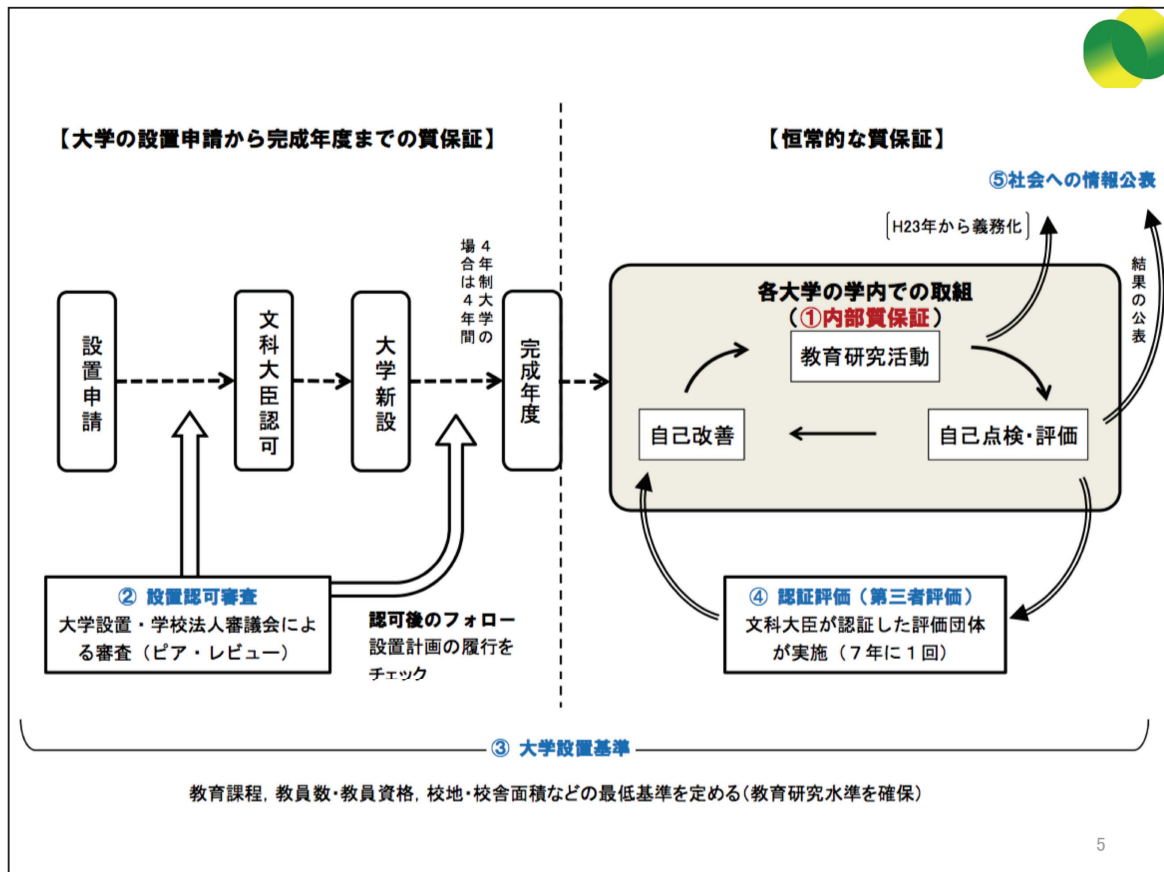 【大学の設置申請から完成年度までの質保証】
【恒常的な質保証】
⑤社会への情報公表
[H23年から義務化]
結果の公表
4年制大学の
場合は4年間
設置申請
文科大臣認可
大学新設
完成年度
各大学の学内での取組
(①内部質保証)
教育研究活動
自己改善
自己点検・評価
② 設置認可審査
大学設置・学校法人審議会によ
る審査（ピア・レビュー）
認可後のフォロー
設置計画の履行を
チェック
④ 認証評価（第三者評価）
文科大臣が認証した評価団体
が実施（7年に1回）
③ 大学設置基準
教育課程, 教員数・教員資格, 校地・校舎面積などの最低基準を定める(教育研究水準を確保)
5